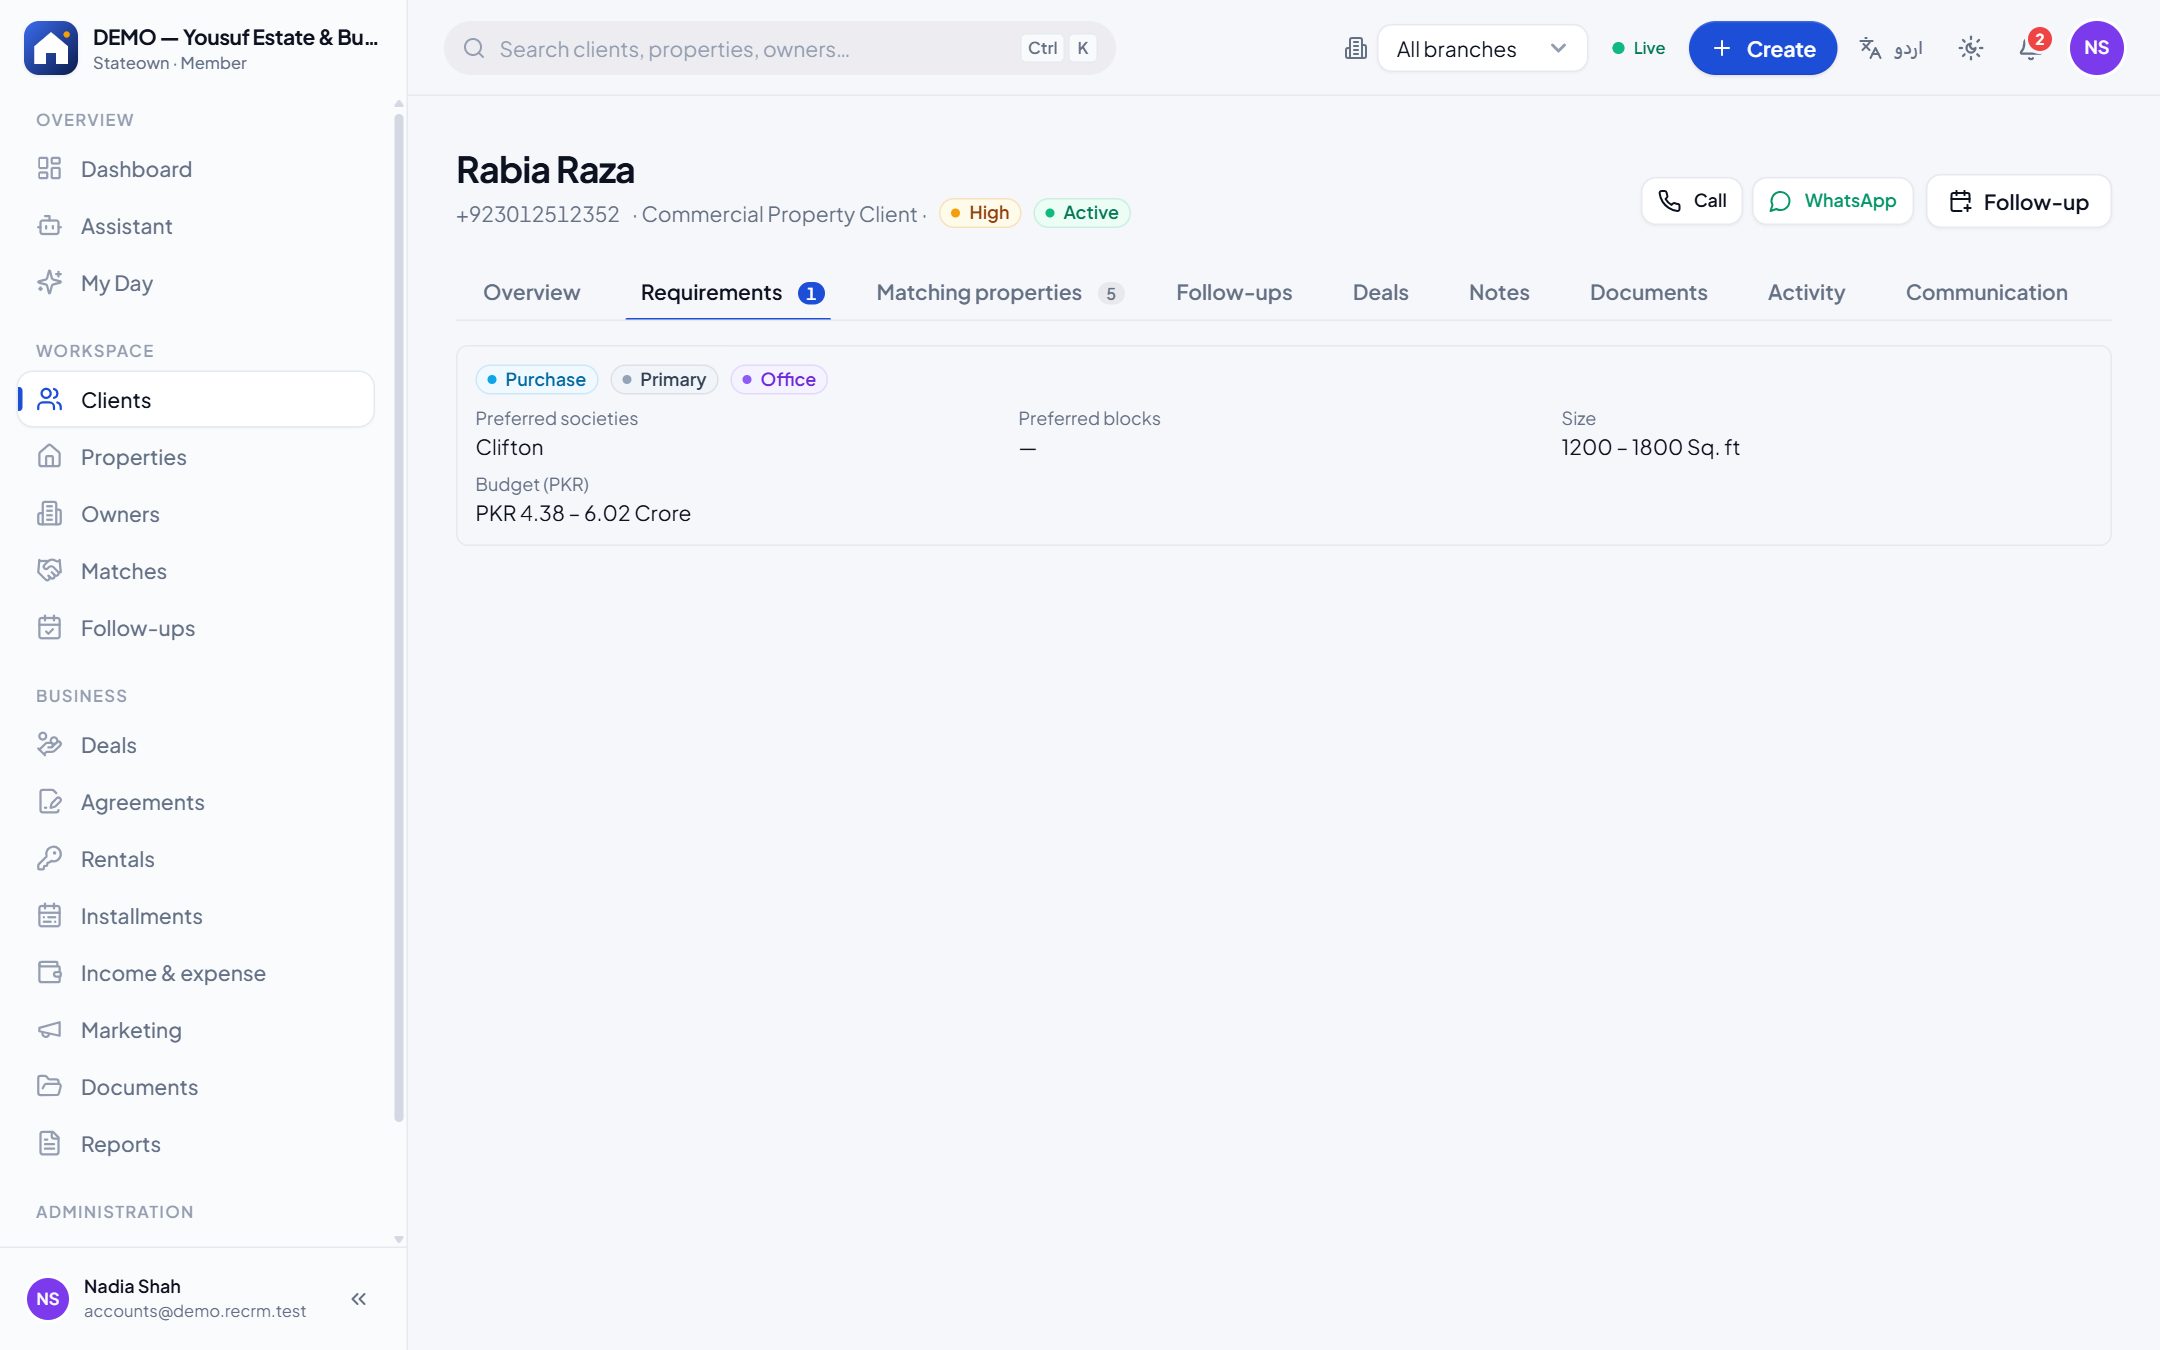 DEMO — Yousuf Estate & Bu...
Stateown · Member
OVERVIEW
Dashboard
Assistant
My Day
WORKSPACE
Clients
Properties
Owners
Matches
Follow-ups
BUSINESS
Deals
Agreements
Rentals
Installments
Income & expense
Marketing
Documents
Reports
ADMINISTRATION
NS
Nadia Shah
accounts@demo.recrm.test
Search clients, properties, owners...
Ctrl K
All branches
Live
Create
اردو
2
NS
Rabia Raza
+923012512352 · Commercial Property Client · High Active
Call
WhatsApp
Follow-up
Overview Requirements 1 Matching properties 5 Follow-ups Deals Notes Documents Activity Communication
Purchase Primary Office
Preferred societies Preferred blocks Size
Clifton — 1200 – 1800 Sq. ft
Budget (PKR)
PKR 4.38 – 6.02 Crore